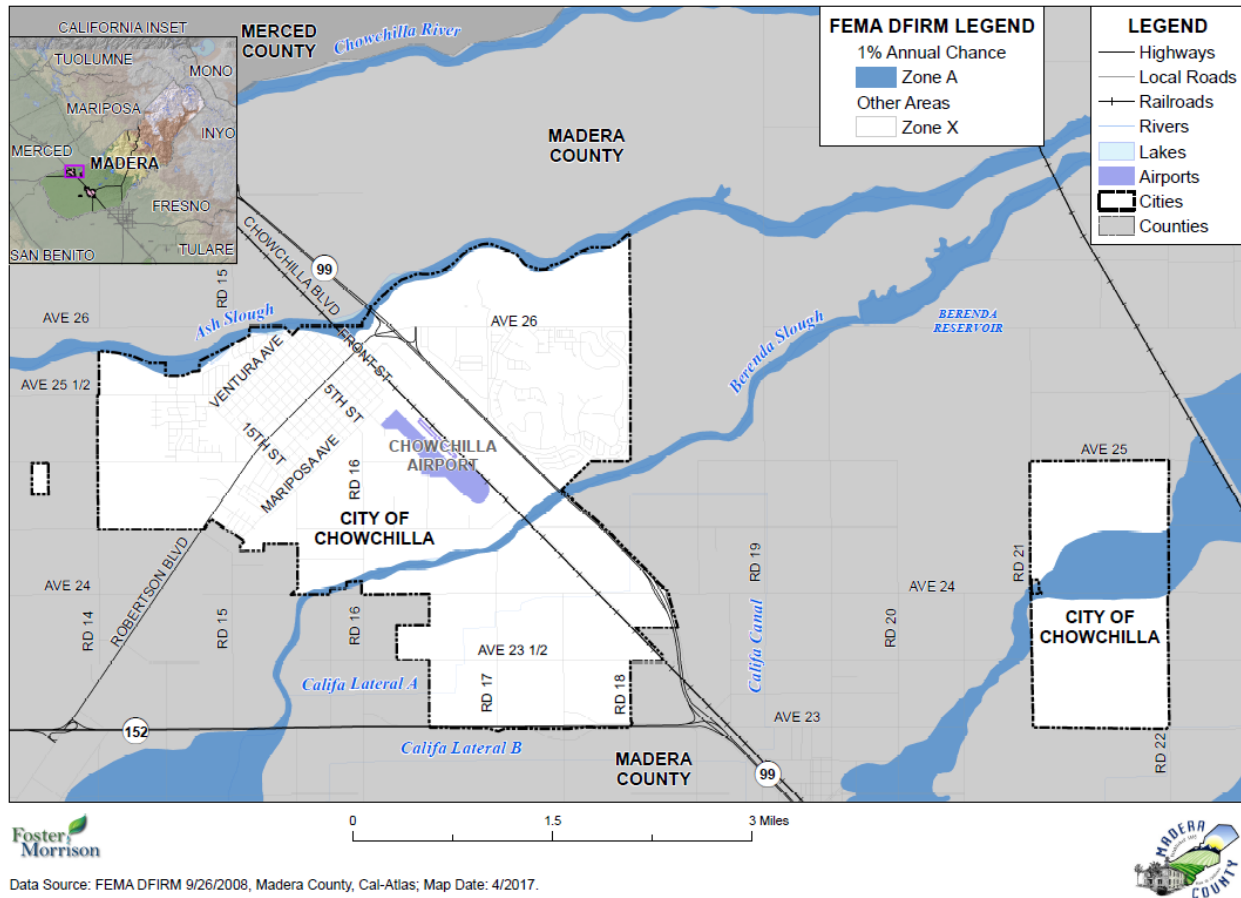 CALIFORNIA INSET
TUOLUMNE
MONO
MARIPOSA
INYO
MERCED
MADERA
FRESNO
SAN BENITO
TULARE
MERCED
COUNTY
Chowchilla River
MADERA
COUNTY
FEMA DFIRM LEGEND
1% Annual Chance
Zone A
Other Areas
Zone X
LEGEND
Highways
Local Roads
Railroads
Rivers
Lakes
Airports
Cities
Counties
RD 15
CHOWCHILLA BLVD
99
AVE 26
Ash Slough
FRONT ST
AVE 26
Berenda Slough
BERENDA
RESERVOIR
AVE 25 1/2
VENTURA AVE
5TH ST
15TH ST
MARIPOSA AVE
CHOWCHILLA
AIRPORT
RD 16
AVE 25
CITY OF
CHOWCHILLA
RD 19
RD 21
AVE 24
AVE 24
ROBERTSON BLVD
RD 14
RD 15
RD 16
RD 20
CITY OF
CHOWCHILLA
Califa Canal
AVE 23 1/2
Califa Lateral A
RD 17
RD 18
AVE 23
RD 22
152
Califa Lateral B
MADERA
COUNTY
99
Foster
Morrison
0 1.5 3 Miles
MADERA
COUNTY
Data Source: FEMA DFIRM 9/26/2008, Madera County, Cal-Atlas; Map Date: 4/2017.